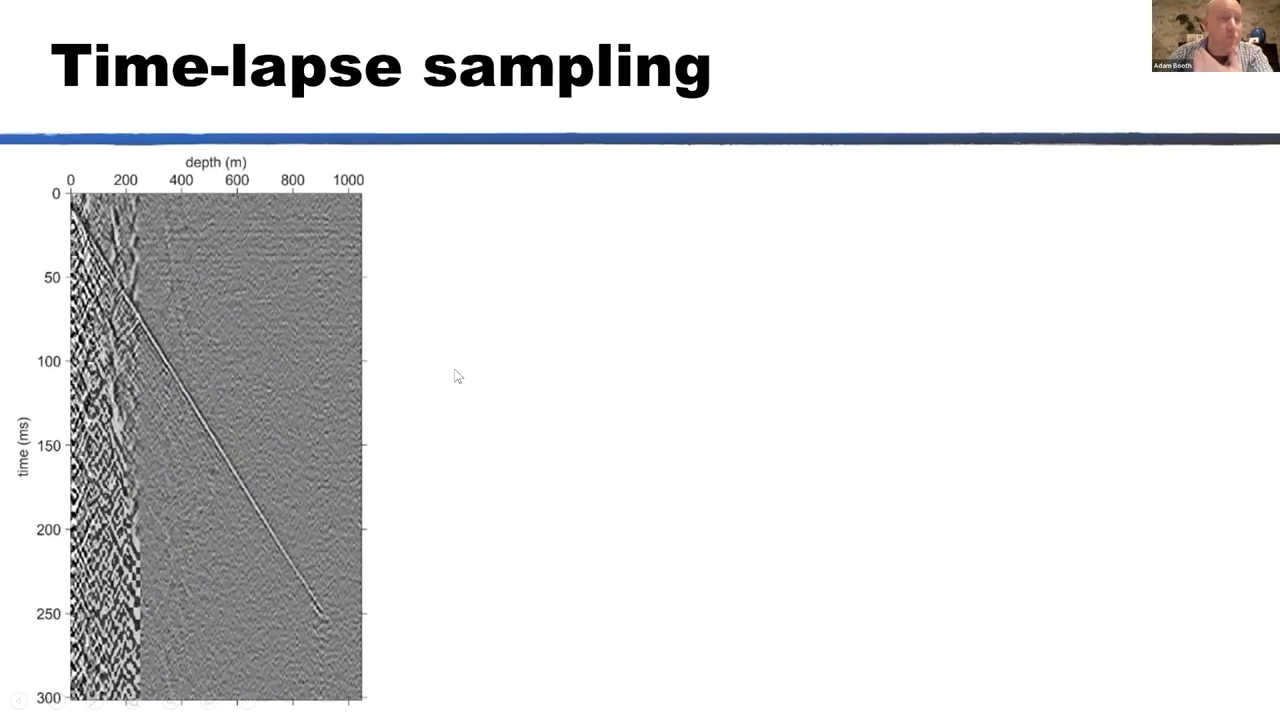 Time-lapse sampling
Adam Booth
depth (m)
0 200 400 600 800 1000
0
50
100
150
200
250
300
time (ms)